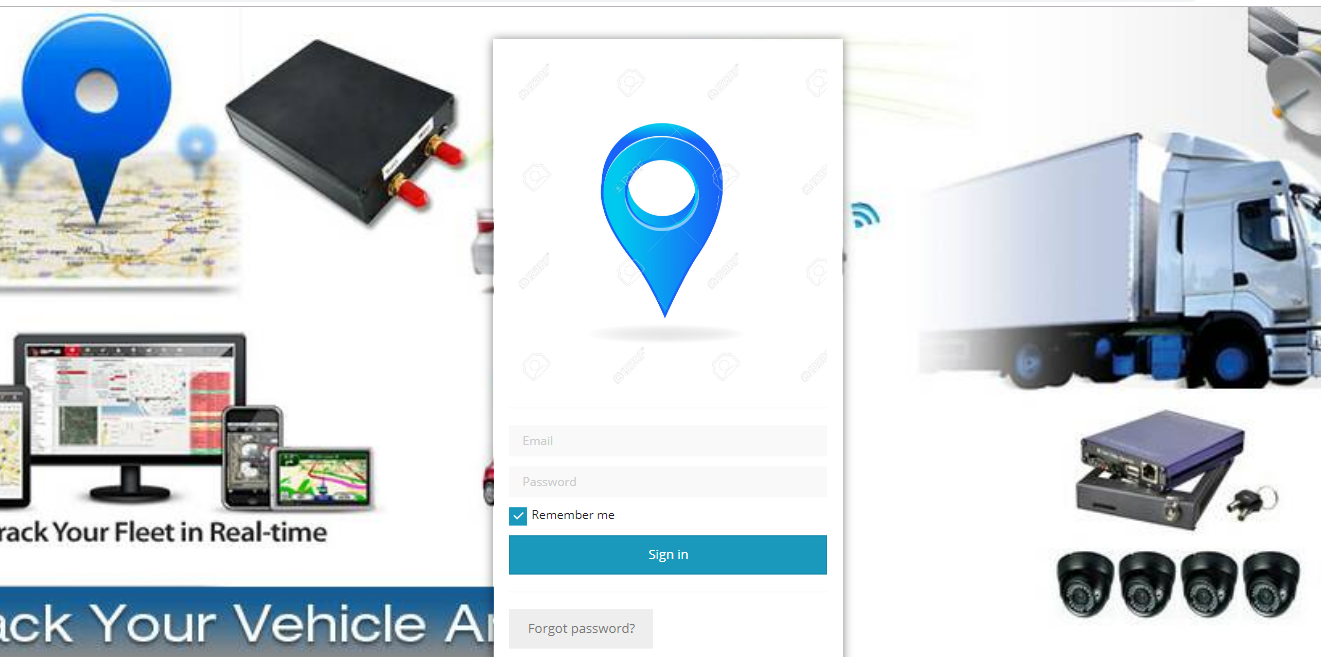 Email
Password
Remember me
Sign in
Forgot password?
rack Your Fleet in Real-time
ack Your Vehicle Ar